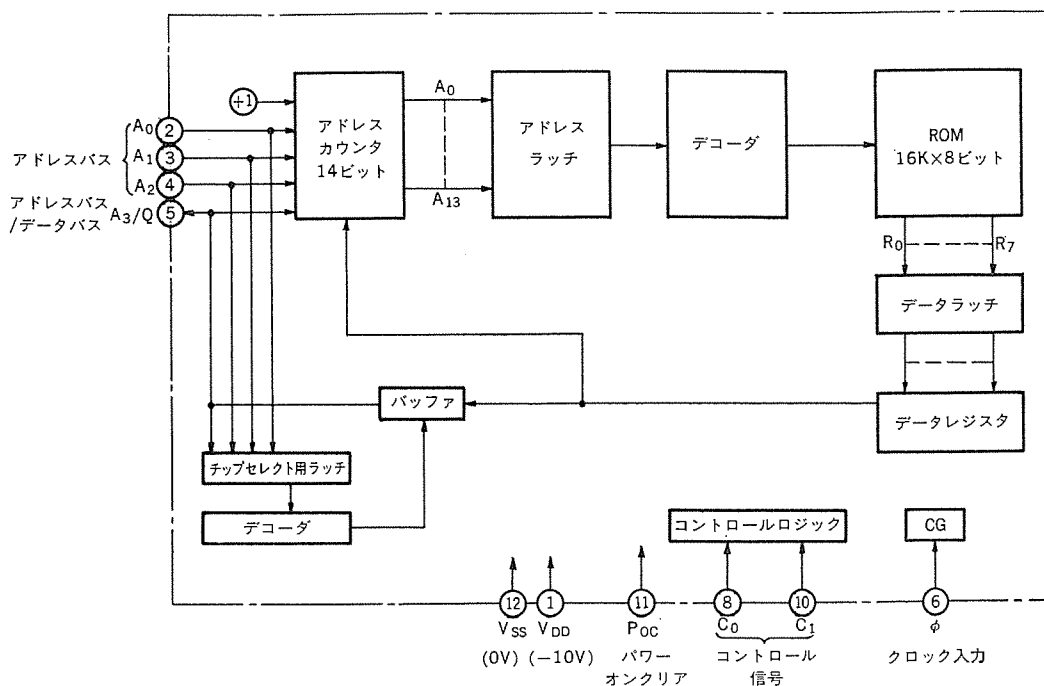 +1
アドレス
カウンタ
14ビット
A0
A13
アドレス
ラッチ
デコーダ
ROM
16K×8ビット
アドレスバス
A0 2
A1 3
A2 4
アドレスバス
/データバス
A3/Q 5
R0
R7
データラッチ
データレジスタ
バッファ
チップセレクト用ラッチ
デコーダ
コントロールロジック
CG
12
1
11
8
10
6
VSS
VDD
POC
C0
C1
φ
(0V)
(−10V)
パワー
オンクリア
コントロール
信号
クロック入力